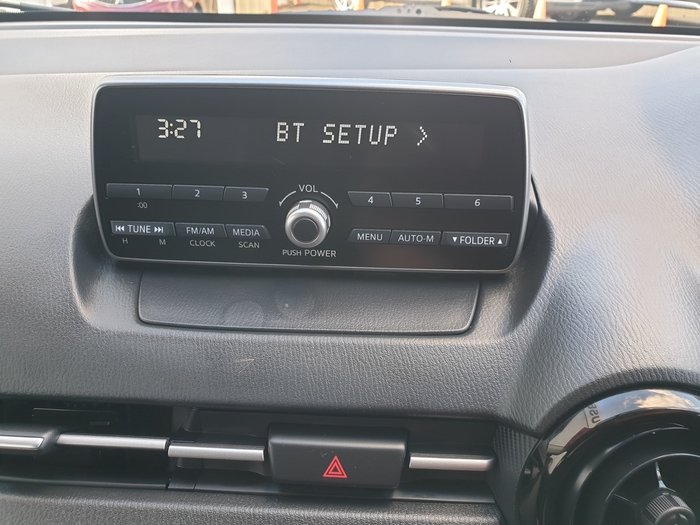 3:27 BT SETUP >
VOL
1 2 3 4 5 6
:00
TUNE FM/AM MEDIA MENU AUTO-M ▼ FOLDER ▲
H M CLOCK SCAN PUSH POWER
USB